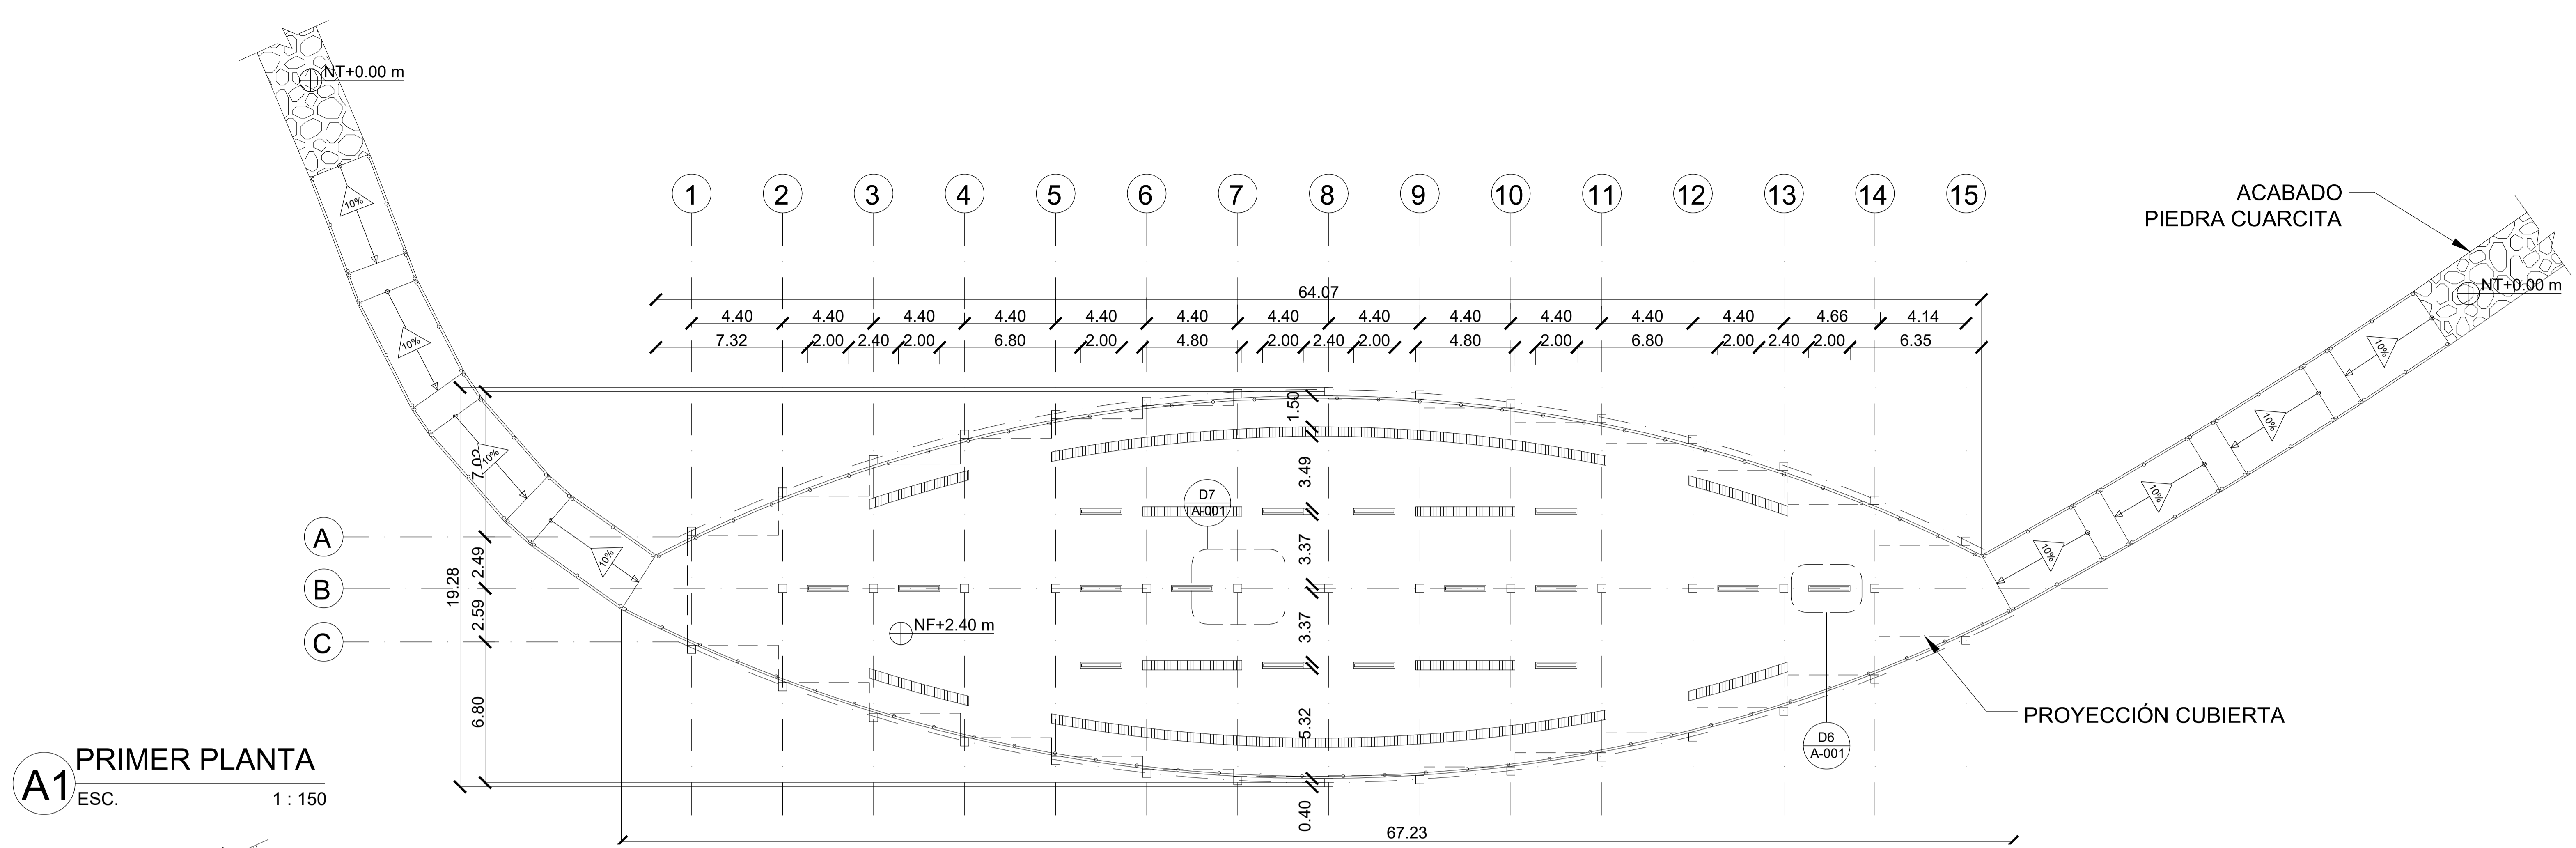 NT+0.00 m
10%
10%
10%
10%
1 2 3 4 5 6 7 8 9 10 11 12 13 14 15
ACABADO
PIEDRA CUARCITA
NT+0.00 m
10%
10%
10%
10%
64.07
4.40 4.40 4.40 4.40 4.40 4.40 4.40 4.40 4.40 4.40 4.40 4.40 4.66 4.14
7.32 2.00 2.40 2.00 6.80 2.00 4.80 2.00 2.40 2.00 4.80 2.00 6.80 2.00 2.40 2.00 6.35
1.50
3.49
3.37
3.37
5.32
0.40
7.02
2.49
2.59
6.80
19.28
D7
A-001
A
B
C
NF+2.40 m
D6
A-001
PROYECCIÓN CUBIERTA
67.23
A1
PRIMER PLANTA
ESC. 1 : 150